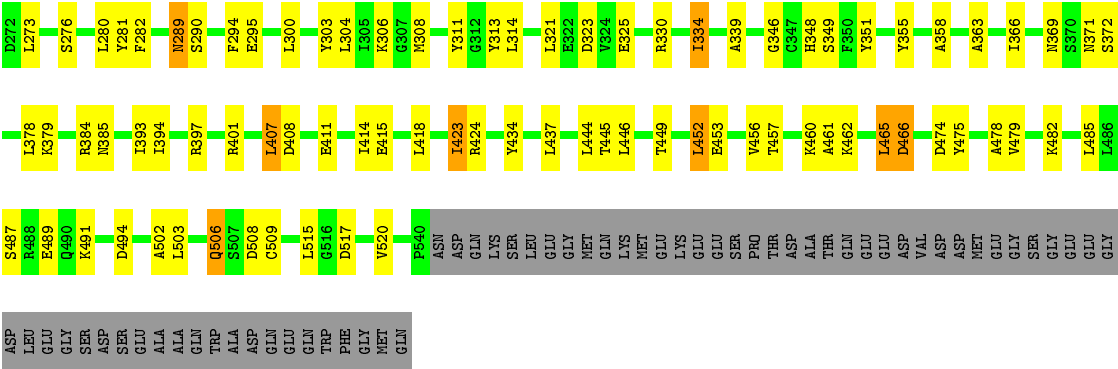 D272 L273 S276 L280 Y281 F282 N289 S290 F294 E295 L300 Y303 L304 I305 K306 G307 M308 Y311 G312 Y313 L314 L321 E322 D323 V324 E325 R330 I334 A339 G346 C347 H348 S349 F350 Y351 Y355 A358 A363 I366 N369 S370 N371 S372
L378 K379 R384 N385 I393 I394 R397 R401 L407 D408 E411 I414 E415 L418 I423 R424 Y434 L437 L444 T445 L446 T449 L452 E453 V456 T457 K460 A461 K462 L465 D466 D474 Y475 A478 V479 K482 L485 L486
S487 R488 E489 Q490 K491 D494 A502 L503 Q506 S507 D508 C509 L515 G516 D517 V520 P540 ASN ASP GLN LYS SER LEU GLU GLY MET GLN LYS MET GLU LYS GLU GLU SER PRO THR ASP ALA THR GLN GLU GLU ASP VAL ASP ASP MET GLU GLY SER GLY GLU GLU GLY
ASP LEU GLU GLY SER ASP SER GLU ALA ALA GLN TRP ALA ASP GLN GLU GLN TRP PHE GLY MET GLN